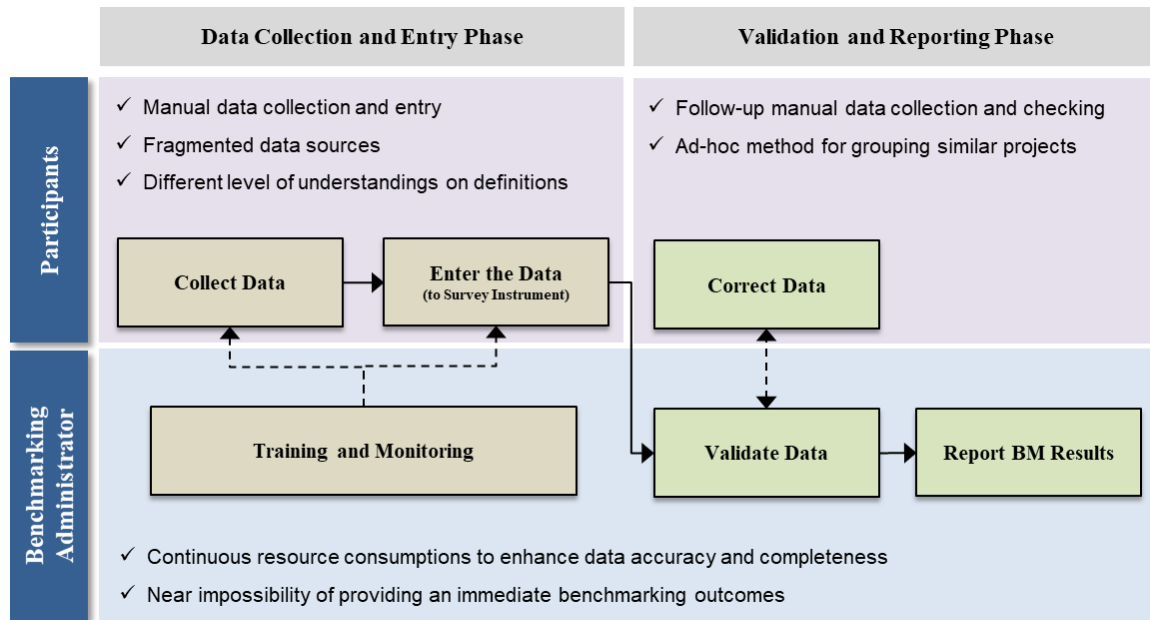 Data Collection and Entry Phase
Validation and Reporting Phase
Participants
✓ Manual data collection and entry
✓ Fragmented data sources
✓ Different level of understandings on definitions
✓ Follow-up manual data collection and checking
✓ Ad-hoc method for grouping similar projects
Collect Data
Enter the Data
(to Survey Instrument)
Correct Data
Benchmarking
Administrator
Training and Monitoring
Validate Data
Report BM Results
✓ Continuous resource consumptions to enhance data accuracy and completeness
✓ Near impossibility of providing an immediate benchmarking outcomes